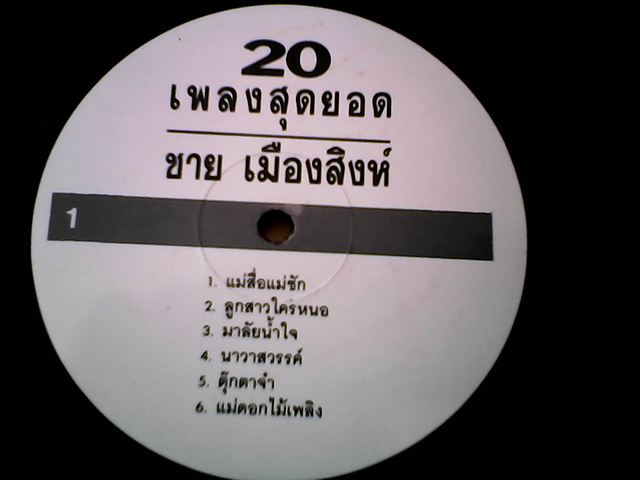 20
เพลงสุดยอด
ชาย เมืองสิงห์
1
1. แม่สื่อแม่ชัก
2. ลูกสาวใครหนอ
3. มาลัยน้ำใจ
4. นาวาสวรรค์
5. ตุ๊กตาจ๋า
6. แม่ดอกไม้เพลิง